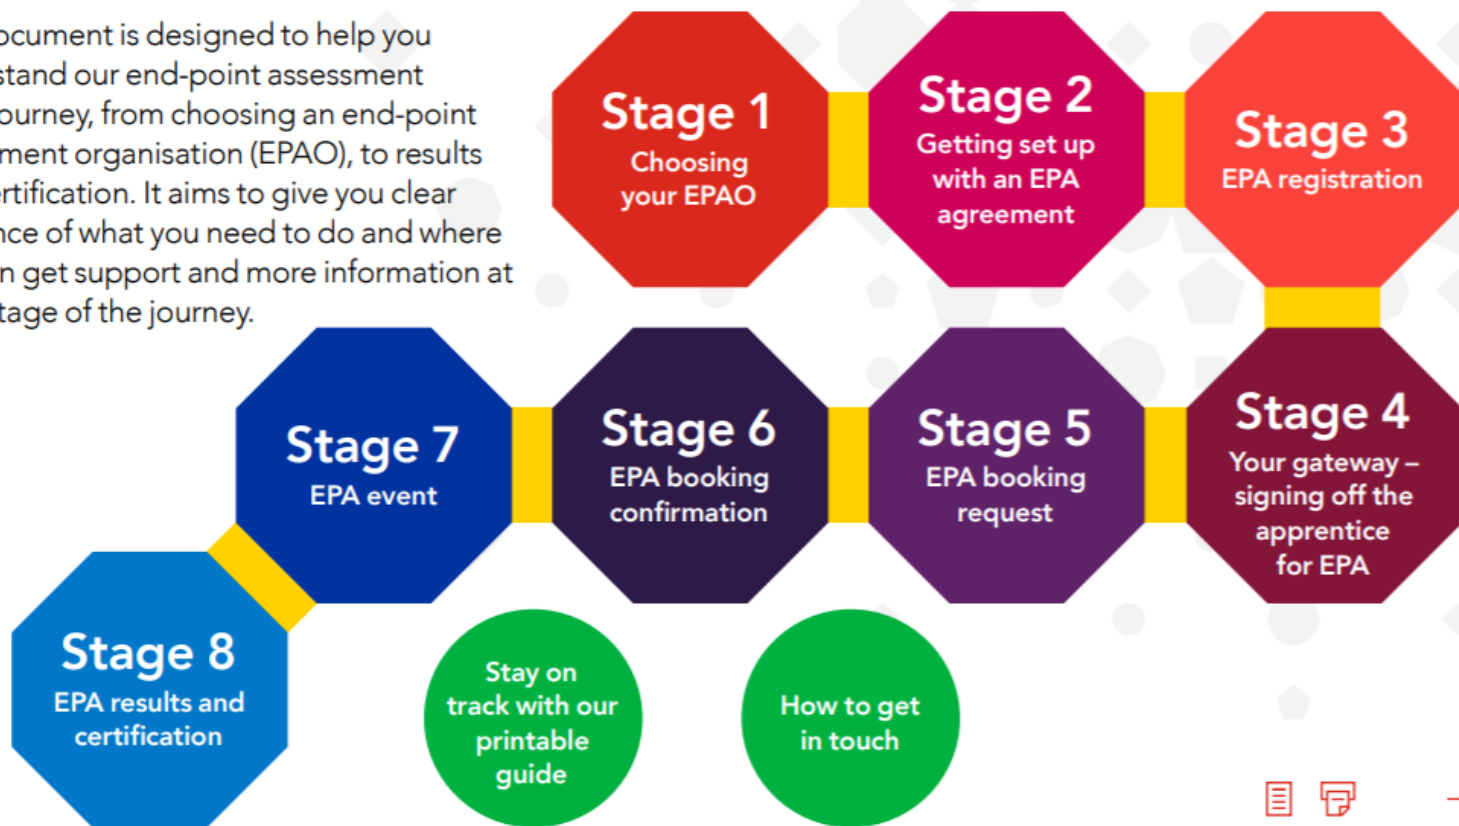 ocument is designed to help you
stand our end-point assessment
ourney, from choosing an end-point
ment organisation (EPAO), to results
ertification. It aims to give you clear
nce of what you need to do and where
n get support and more information at
tage of the journey.
Stage 1
Choosing
your EPAO
Stage 2
Getting set up
with an EPA
agreement
Stage 3
EPA registration
Stage 4
Your gateway –
signing off the
apprentice
for EPA
Stage 5
EPA booking
request
Stage 6
EPA booking
confirmation
Stage 7
EPA event
Stage 8
EPA results and
certification
Stay on
track with our
printable
guide
How to get
in touch